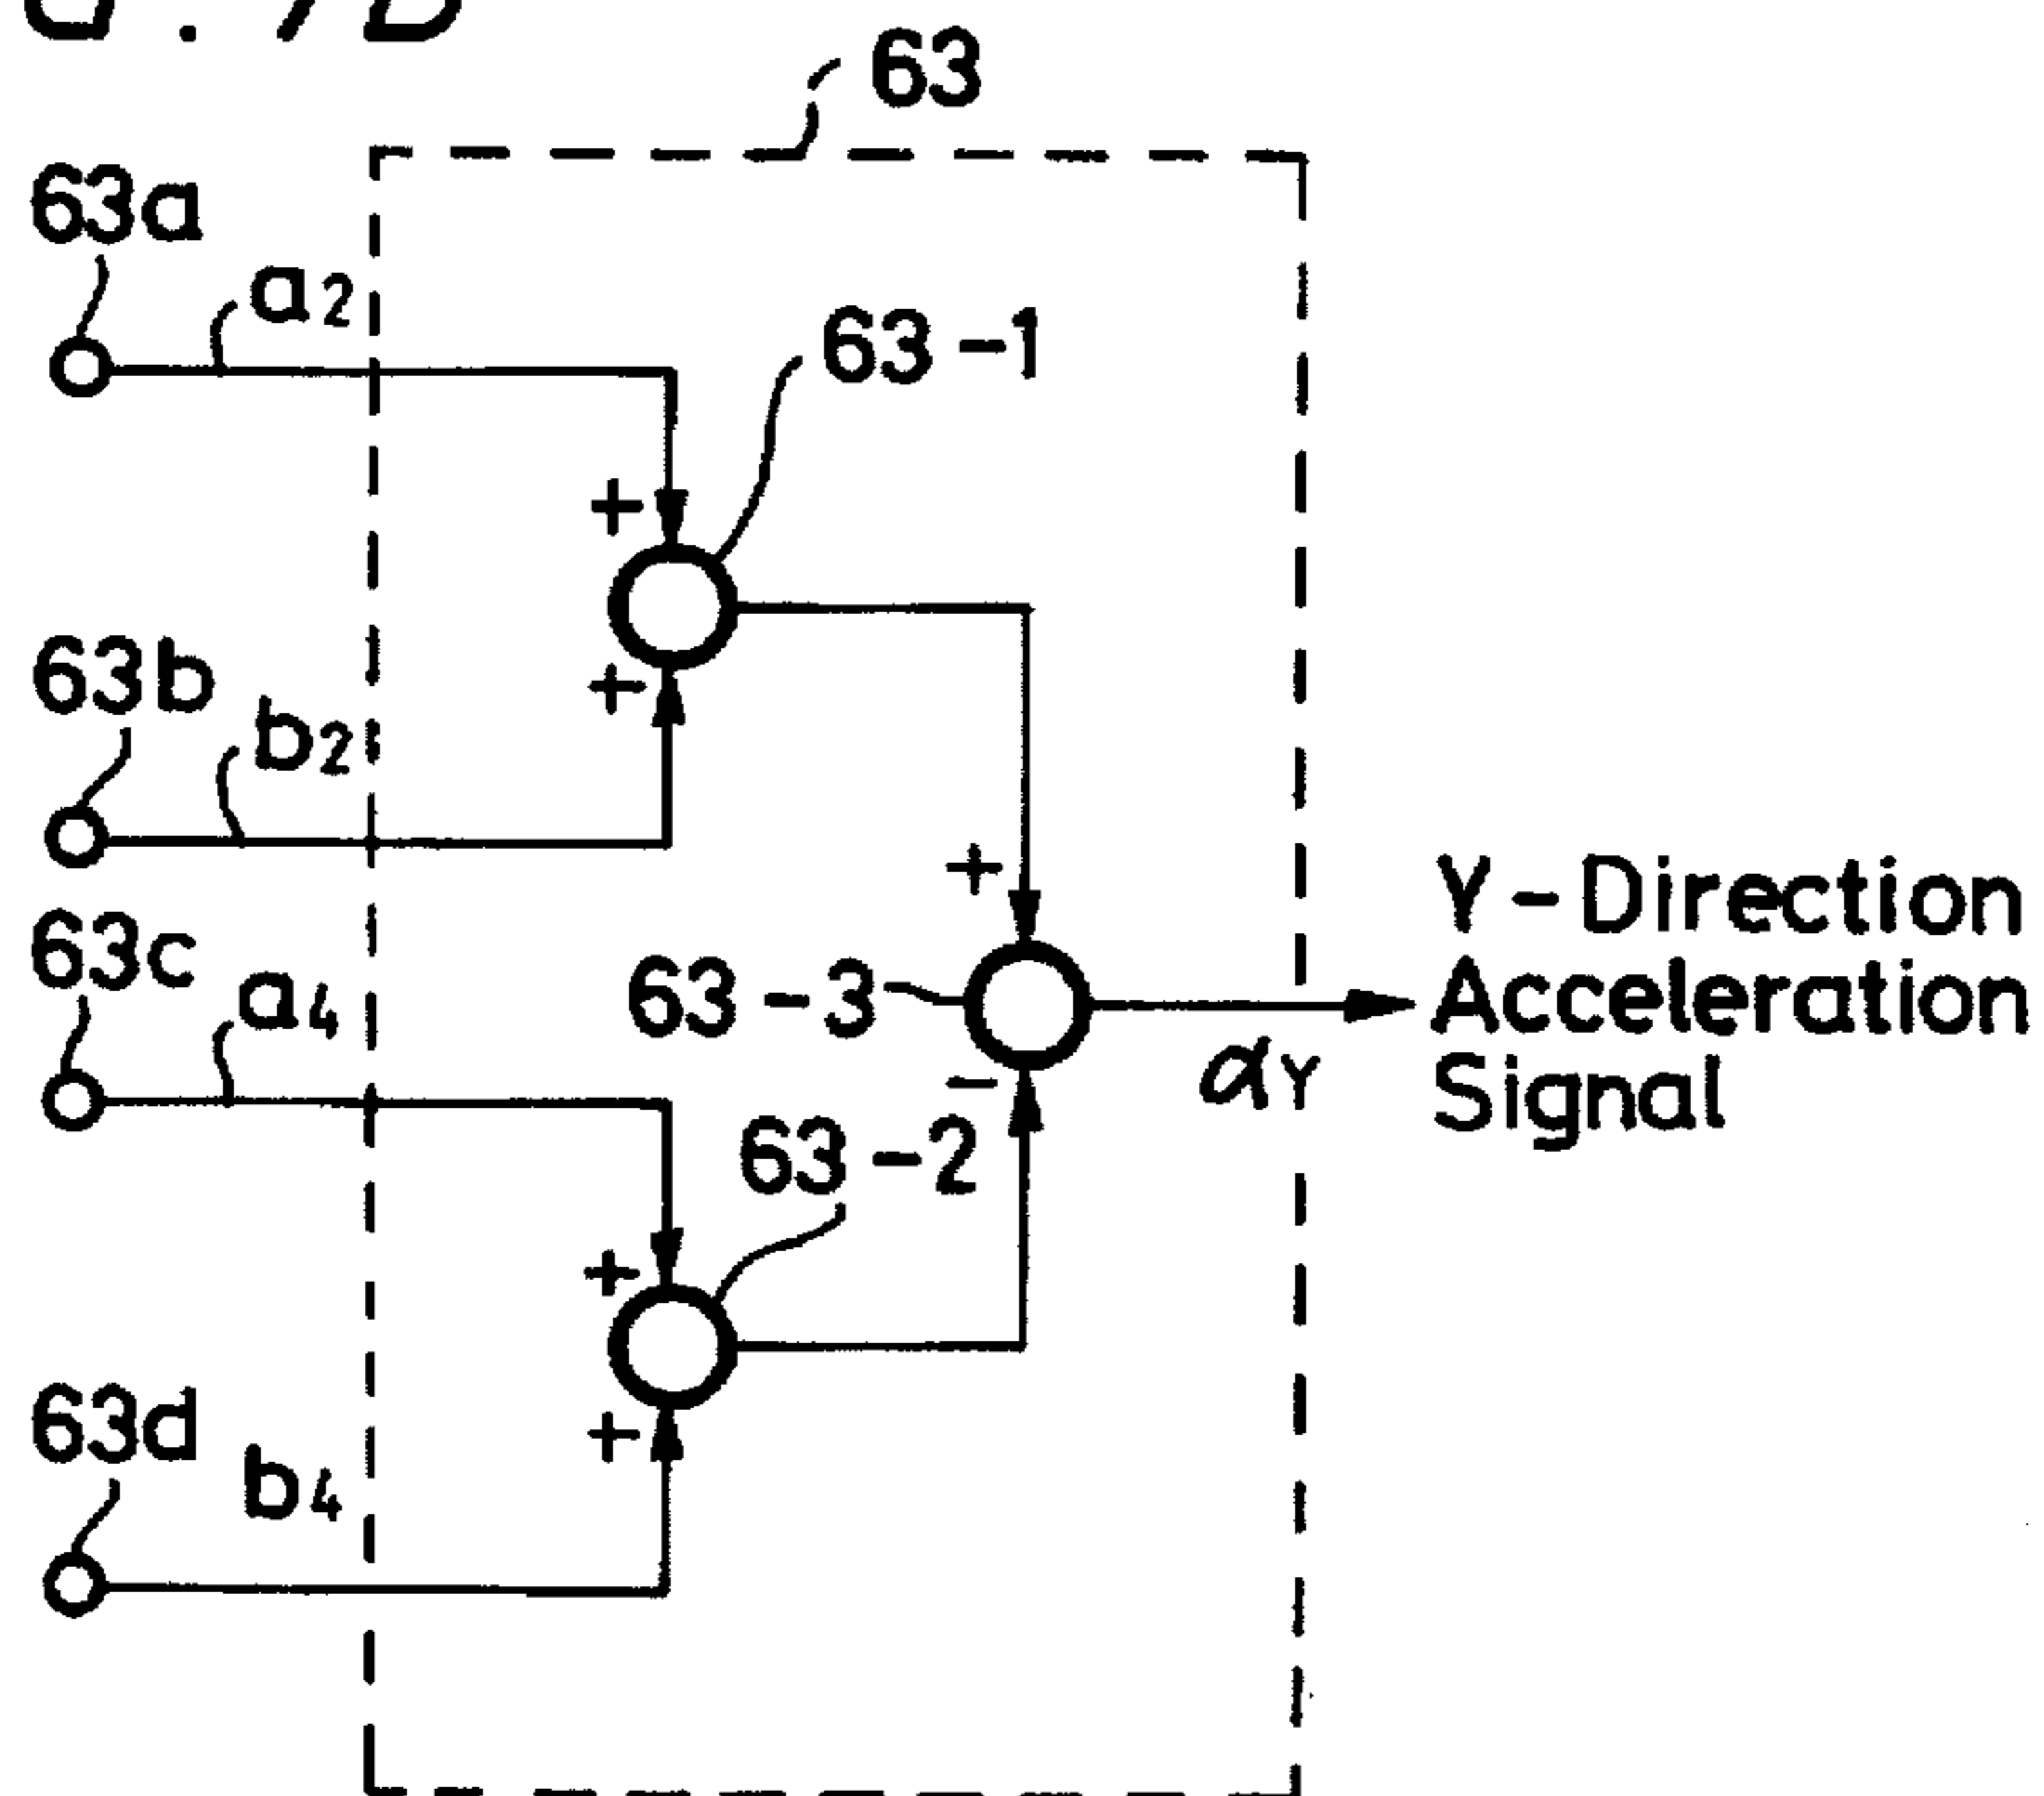 63
63a
a2
63-1
+
+
63b
b2
+
Y-Direction
Acceleration
Signal
63-3
αY
-
63c
a4
63-2
+
+
63d
b4